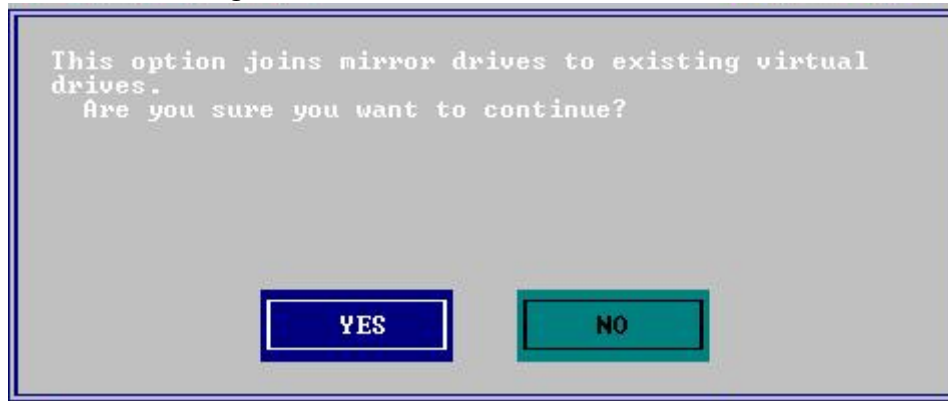 This option joins mirror drives to existing virtual
drives.
Are you sure you want to continue?
YES NO